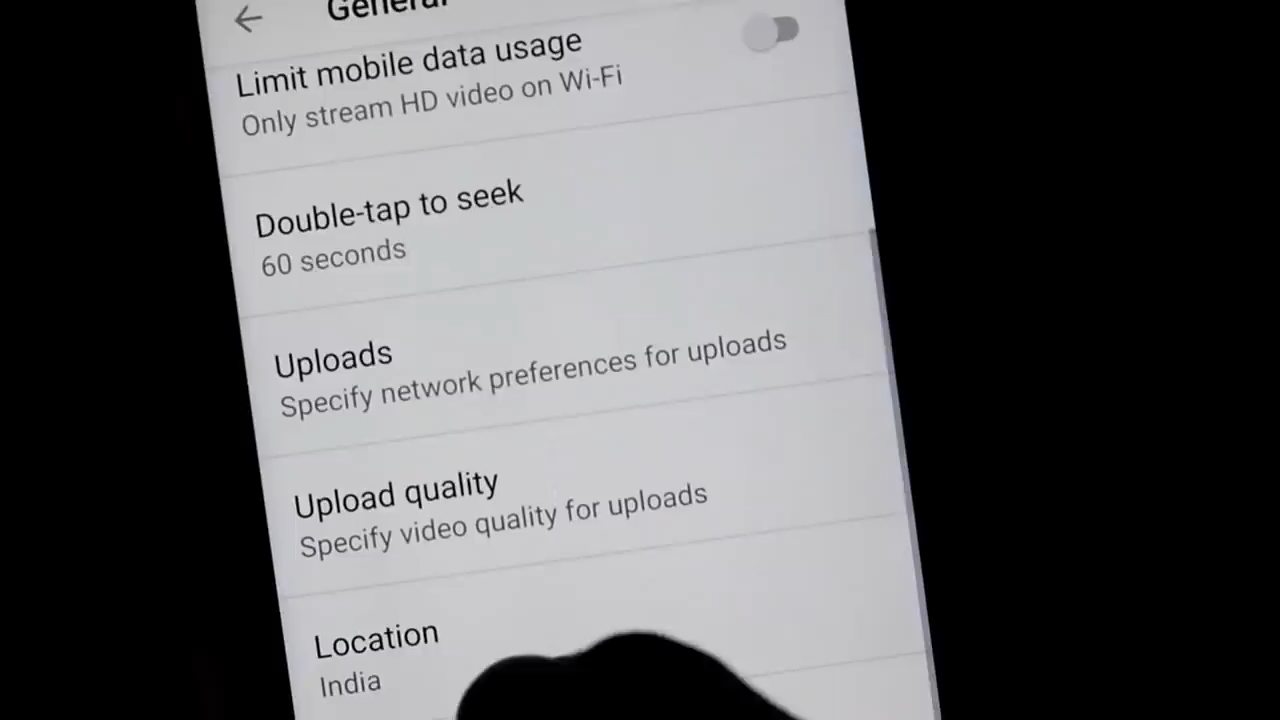 General
Limit mobile data usage
Only stream HD video on Wi-Fi
Double-tap to seek
60 seconds
Uploads
Specify network preferences for uploads
Upload quality
Specify video quality for uploads
Location
India